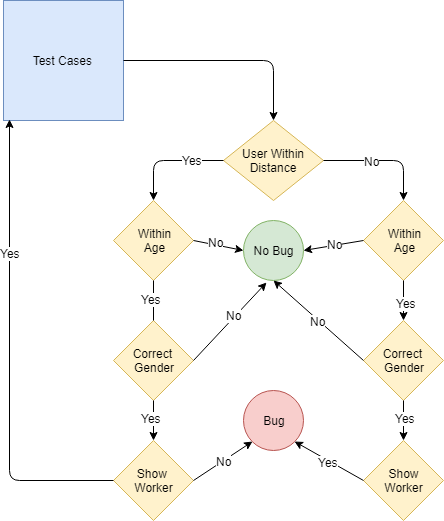 Test Cases
User Within
Distance
Yes
No
Within
Age
No
No Bug
No
Within
Age
Yes
Yes
Yes
No
No
Correct
Gender
Correct
Gender
Yes
Bug
Yes
Show
Worker
No
Yes
Show
Worker